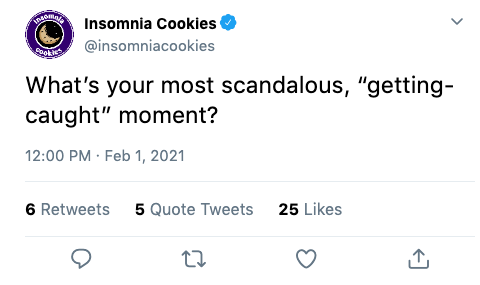 Insomnia
Cookies
Insomnia Cookies
@insomniacookies
What’s your most scandalous, “getting-
caught” moment?
12:00 PM · Feb 1, 2021
6 Retweets 5 Quote Tweets 25 Likes